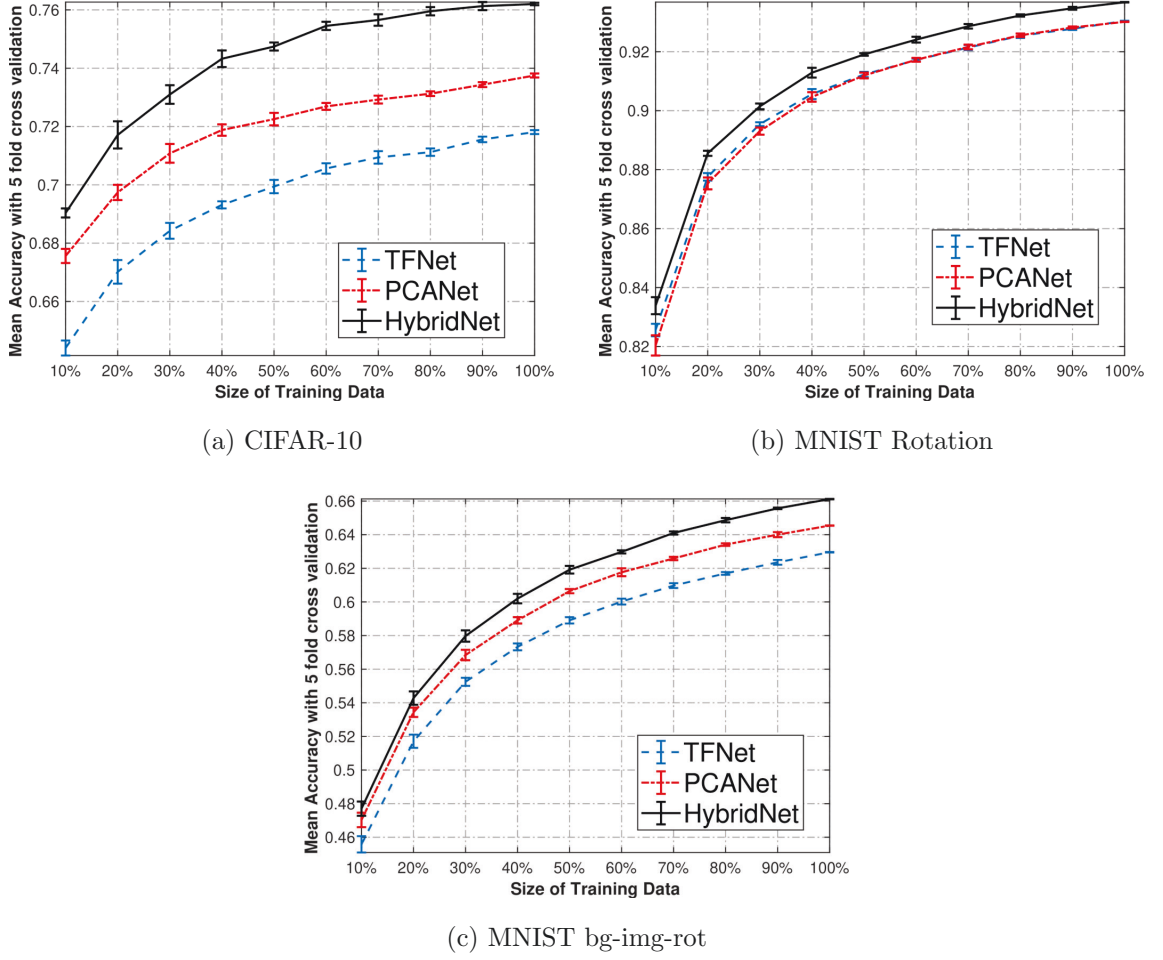 0.76
0.74
0.72
0.7
0.68
0.66
Mean Accuracy with 5 fold cross validation
TFNet
PCANet
HybridNet
10% 20% 30% 40% 50% 60% 70% 80% 90% 100%
Size of Training Data
(a) CIFAR-10
0.92
0.9
0.88
0.86
0.84
0.82
Mean Accuracy with 5 fold cross validation
TFNet
PCANet
HybridNet
10% 20% 30% 40% 50% 60% 70% 80% 90% 100%
Size of Training Data
(b) MNIST Rotation
0.66
0.64
0.62
0.6
0.58
0.56
0.54
0.52
0.5
0.48
0.46
Mean Accuracy with 5 fold cross validation
TFNet
PCANet
HybridNet
10% 20% 30% 40% 50% 60% 70% 80% 90% 100%
Size of Training Data
(c) MNIST bg-img-rot